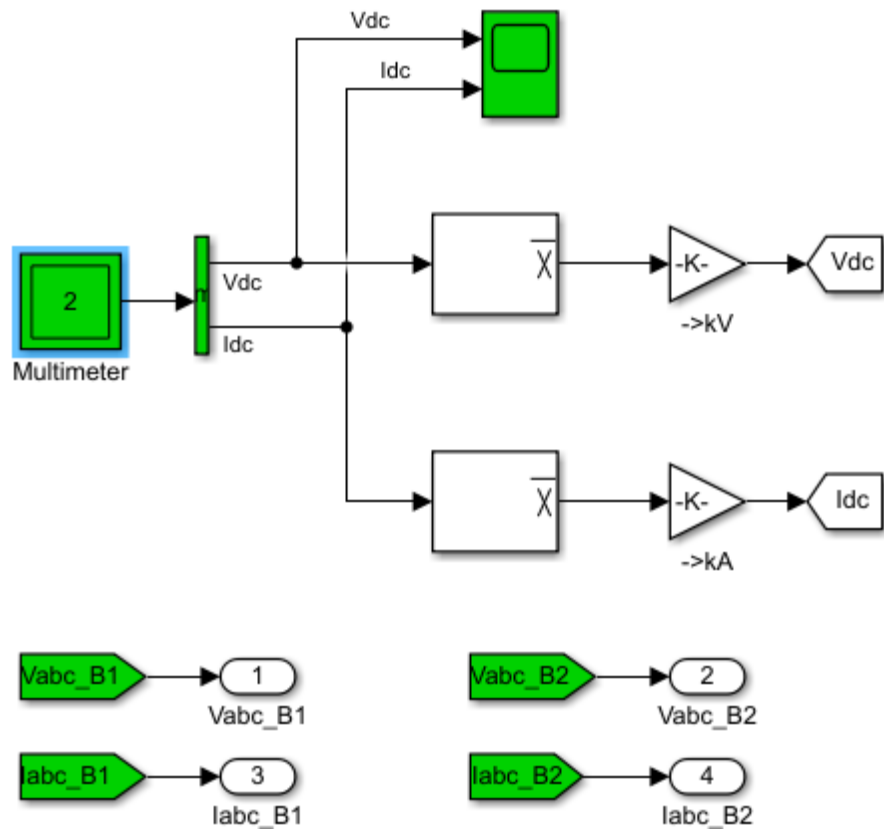 Vdc
Idc
2
Multimeter
Vdc
Idc
X
-K-
->kV
Vdc
X
-K-
->kA
Idc
Vabc_B1
1
Vabc_B1
Vabc_B2
2
Vabc_B2
Iabc_B1
3
Iabc_B1
Iabc_B2
4
Iabc_B2